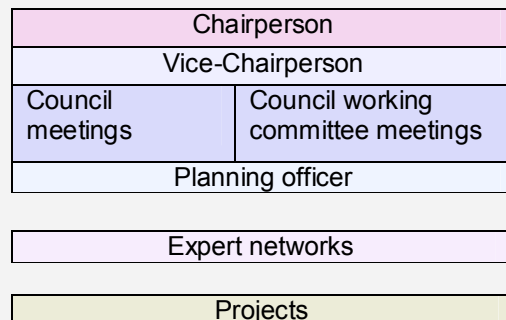 Chairperson
Vice-Chairperson
Council
meetings
Council working
committee meetings
Planning officer
Expert networks
Projects